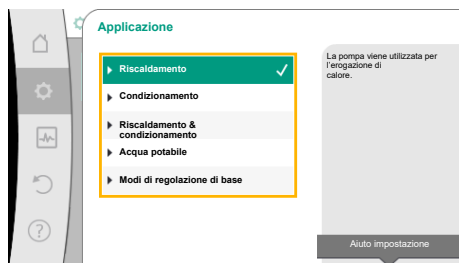 Applicazione
Riscaldamento
Condizionamento
Riscaldamento &
condizionamento
Acqua potabile
Modi di regolazione di base
La pompa viene utilizzata per
l'erogazione di
calore.
Aiuto impostazione
?